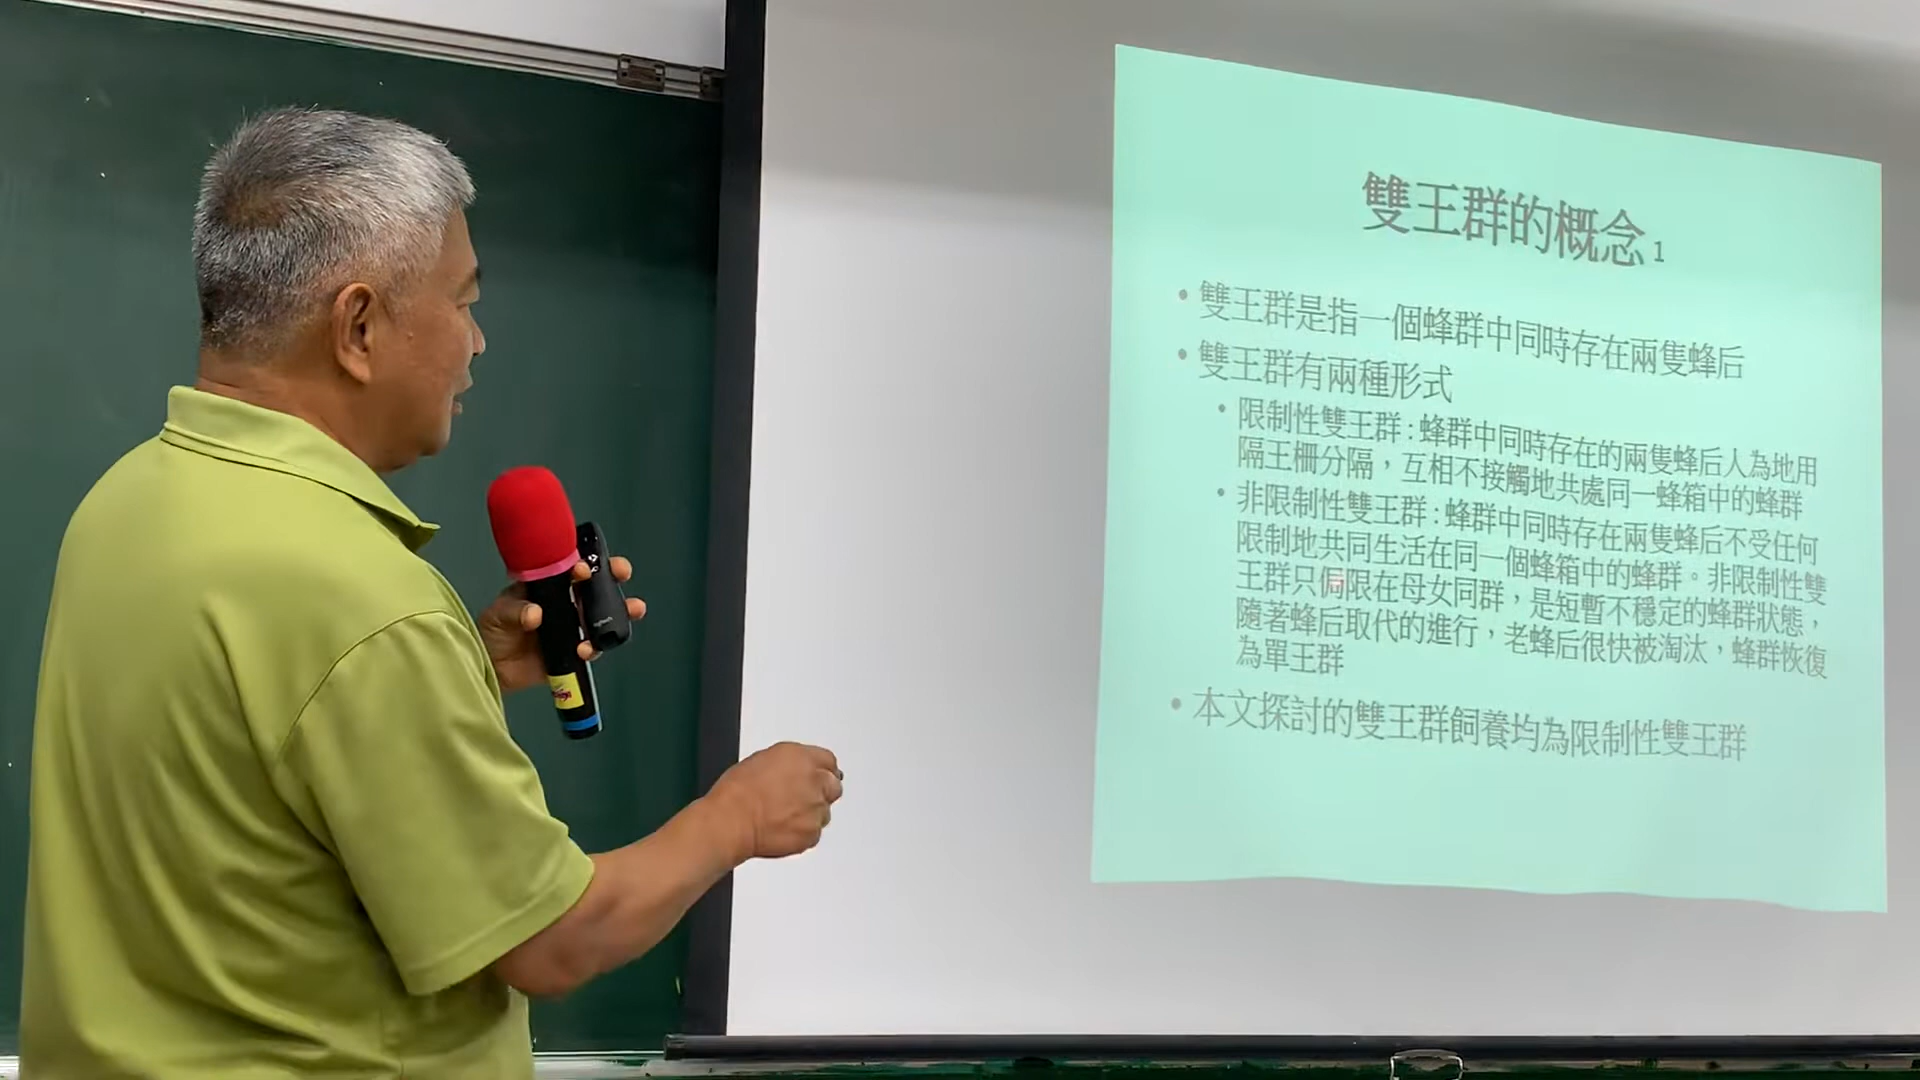 雙王群的概念 1
• 雙王群是指一個蜂群中同時存在兩隻蜂后
• 雙王群有兩種形式
• 限制性雙王群 : 蜂群中同時存在的兩隻蜂后人為地用
隔王柵分隔，互相不接觸地共處同一蜂箱中的蜂群
• 非限制性雙王群 : 蜂群中同時存在兩隻蜂后不受任何
限制地共同生活在同一個蜂箱中的蜂群。非限制性雙
王群只侷限在母女同群，是短暫不穩定的蜂群狀態，
隨著蜂后取代的進行，老蜂后很快被淘汰，蜂群恢復
為單王群
• 本文探討的雙王群飼養均為限制性雙王群
logitech